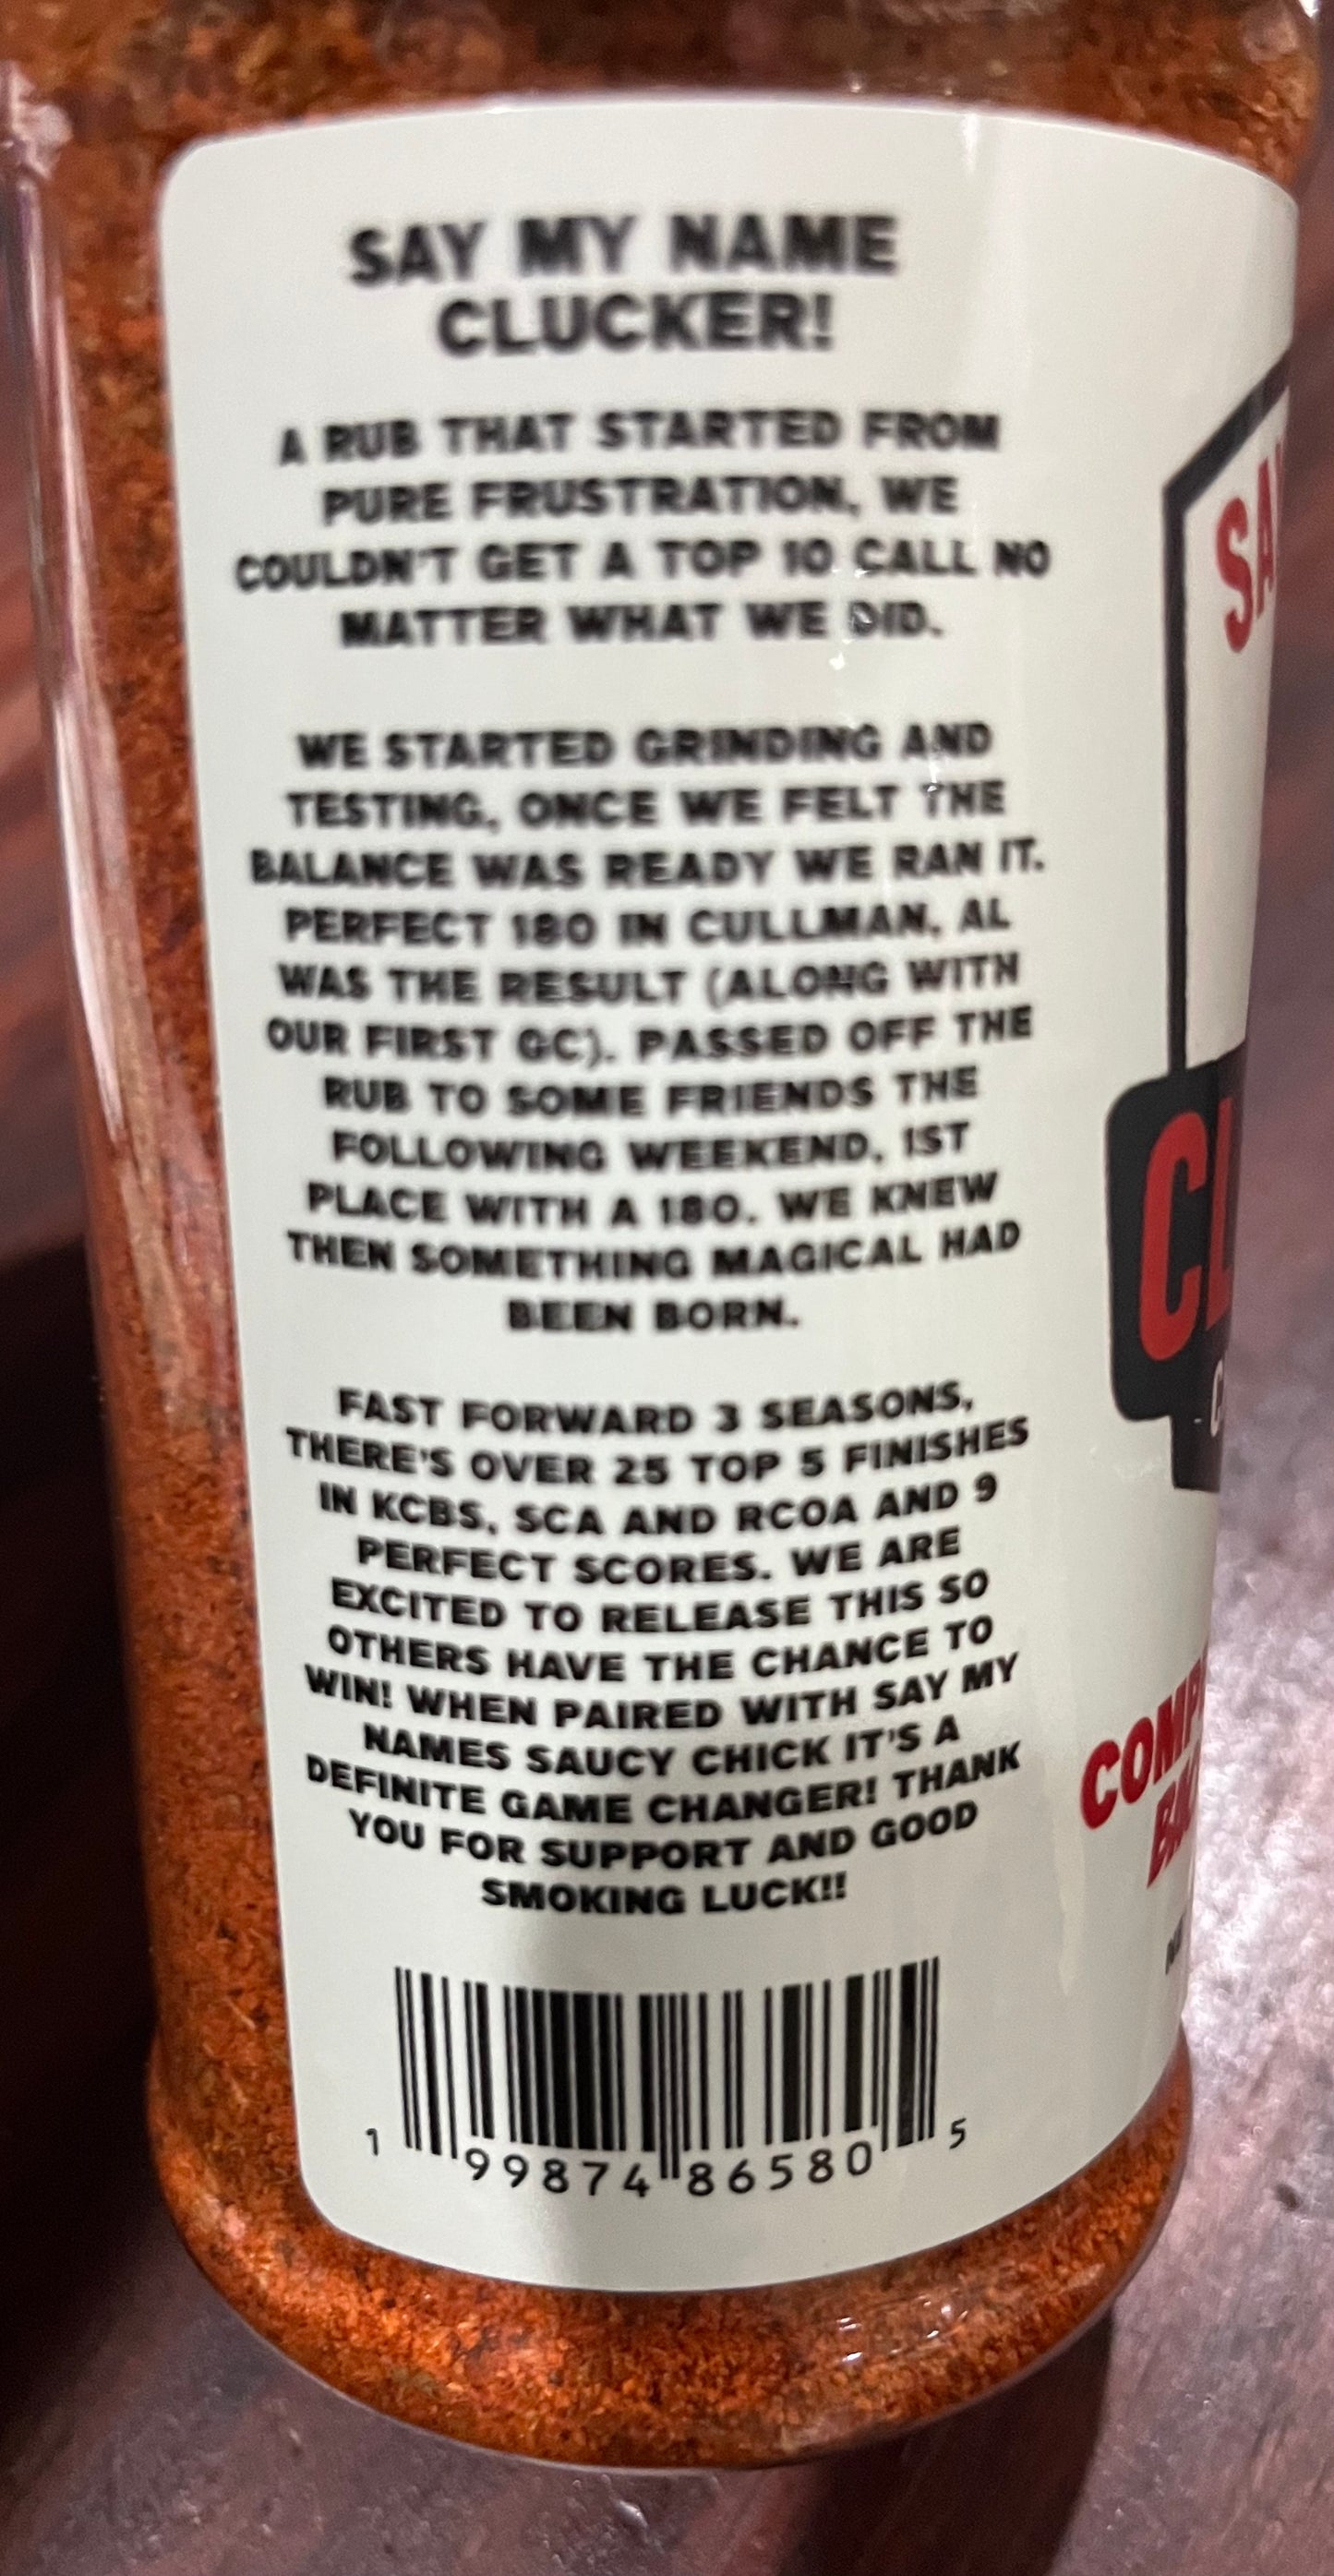 SAY MY NAME
CLUCKER!
A RUB THAT STARTED FROM
PURE FRUSTRATION, WE
COULDN'T GET A TOP 10 CALL NO
MATTER WHAT WE DID.
WE STARTED GRINDING AND
TESTING, ONCE WE FELT THE
BALANCE WAS READY WE RAN IT.
PERFECT 180 IN CULLMAN, AL
WAS THE RESULT (ALONG WITH
OUR FIRST GC). PASSED OFF THE
RUB TO SOME FRIENDS THE
FOLLOWING WEEKEND, 1ST
PLACE WITH A 180. WE KNEW
THEN SOMETHING MAGICAL HAD
BEEN BORN.
FAST FORWARD 3 SEASONS,
THERE'S OVER 25 TOP 5 FINISHES
IN KCBS, SCA AND RCOA AND 9
PERFECT SCORES. WE ARE
EXCITED TO RELEASE THIS SO
OTHERS HAVE THE CHANCE TO
WIN! WHEN PAIRED WITH SAY MY
NAMES SAUCY CHICK IT'S A
DEFINITE GAME CHANGER! THANK
YOU FOR SUPPORT AND GOOD
SMOKING LUCK!!
1 99874 86580 5